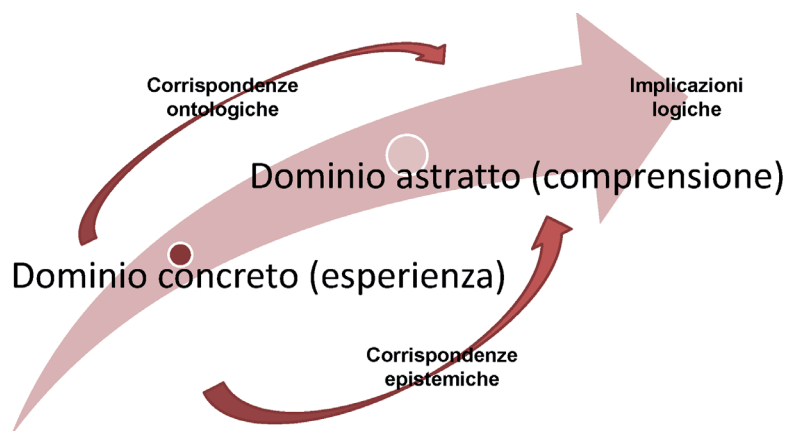 Corrispondenze
ontologiche
Implicazioni
logiche
Dominio astratto (comprensione)
Dominio concreto (esperienza)
Corrispondenze
epistemiche